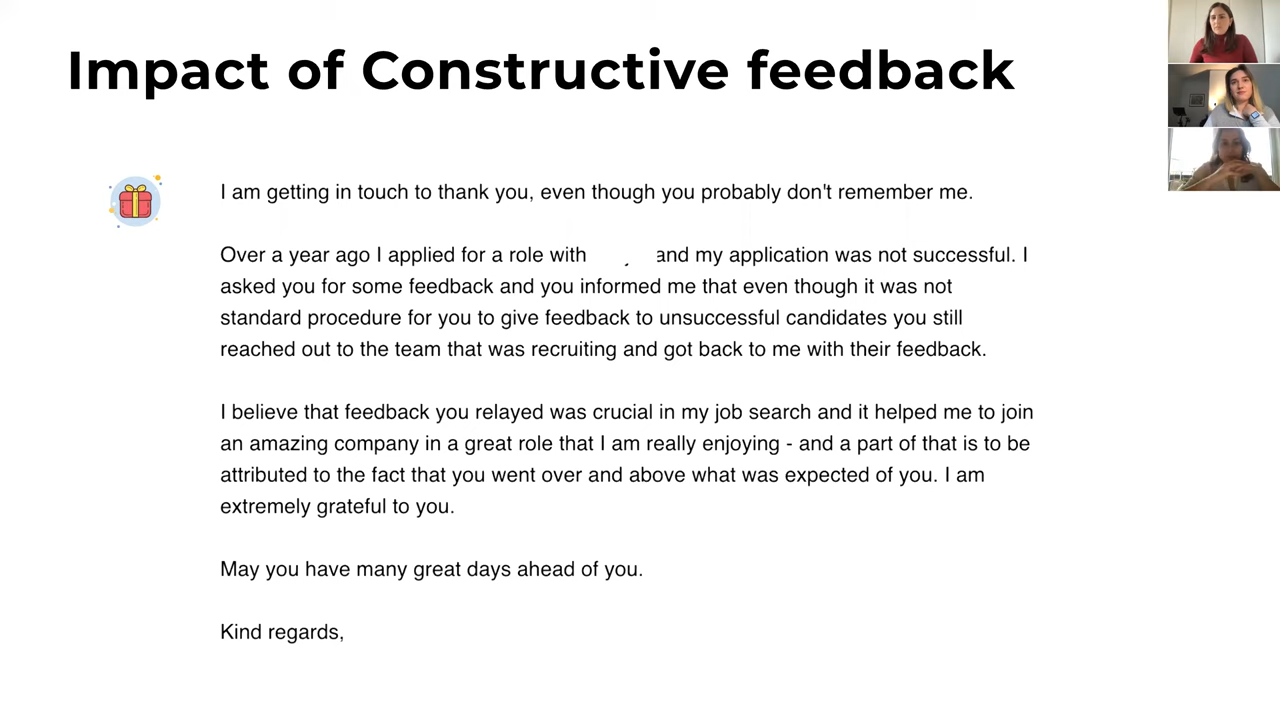 Impact of Constructive feedback
I am getting in touch to thank you, even though you probably don't remember me.
Over a year ago I applied for a role with and my application was not successful. I
asked you for some feedback and you informed me that even though it was not
standard procedure for you to give feedback to unsuccessful candidates you still
reached out to the team that was recruiting and got back to me with their feedback.
I believe that feedback you relayed was crucial in my job search and it helped me to join
an amazing company in a great role that I am really enjoying - and a part of that is to be
attributed to the fact that you went over and above what was expected of you. I am
extremely grateful to you.
May you have many great days ahead of you.
Kind regards,